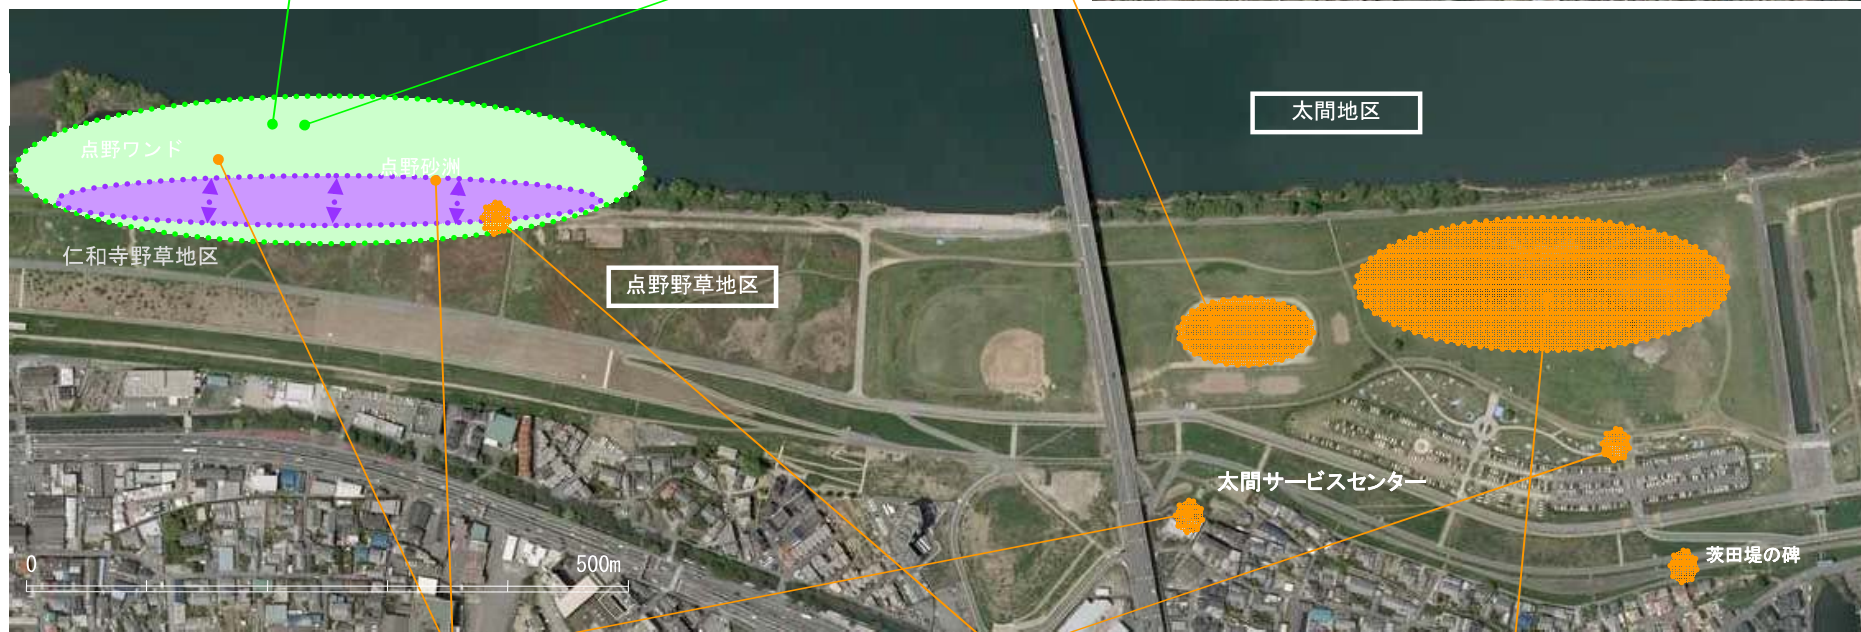 太間地区
点野ワンド
点野砂洲
仁和寺野草地区
点野野草地区
太間サービスセンター
茨田堤の碑
0
500m